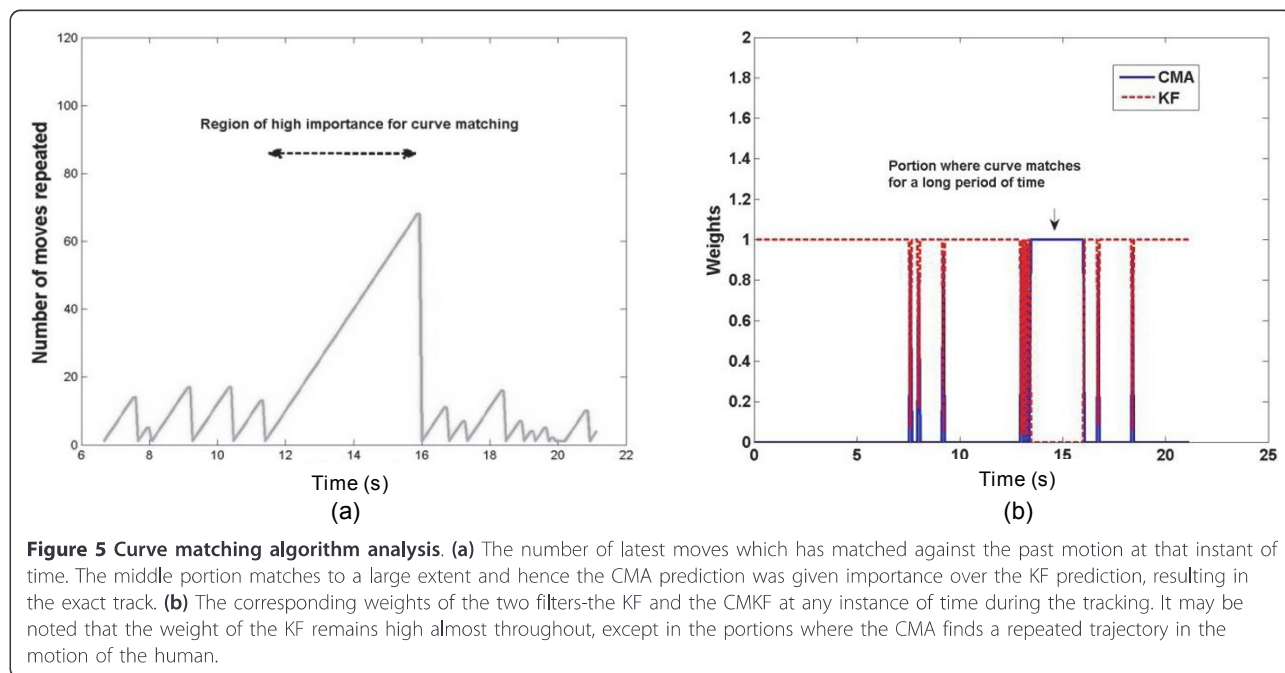 120
100
80
60
40
20
0
Number of moves repeated
Region of high importance for curve matching
6 8 10 12 14 16 18 20 22
Time (s)
(a)
2
1.8
1.6
1.4
1.2
1
0.8
0.6
0.4
0.2
0
Weights
CMA
KF
Portion where curve matches
for a long period of time
0 5 10 15 20 25
Time (s)
(b)
Figure 5 Curve matching algorithm analysis. (a) The number of latest moves which has matched against the past motion at that instant of
time. The middle portion matches to a large extent and hence the CMA prediction was given importance over the KF prediction, resulting in
the exact track. (b) The corresponding weights of the two filters-the KF and the CMKF at any instance of time during the tracking. It may be
noted that the weight of the KF remains high almost throughout, except in the portions where the CMA finds a repeated trajectory in the
motion of the human.